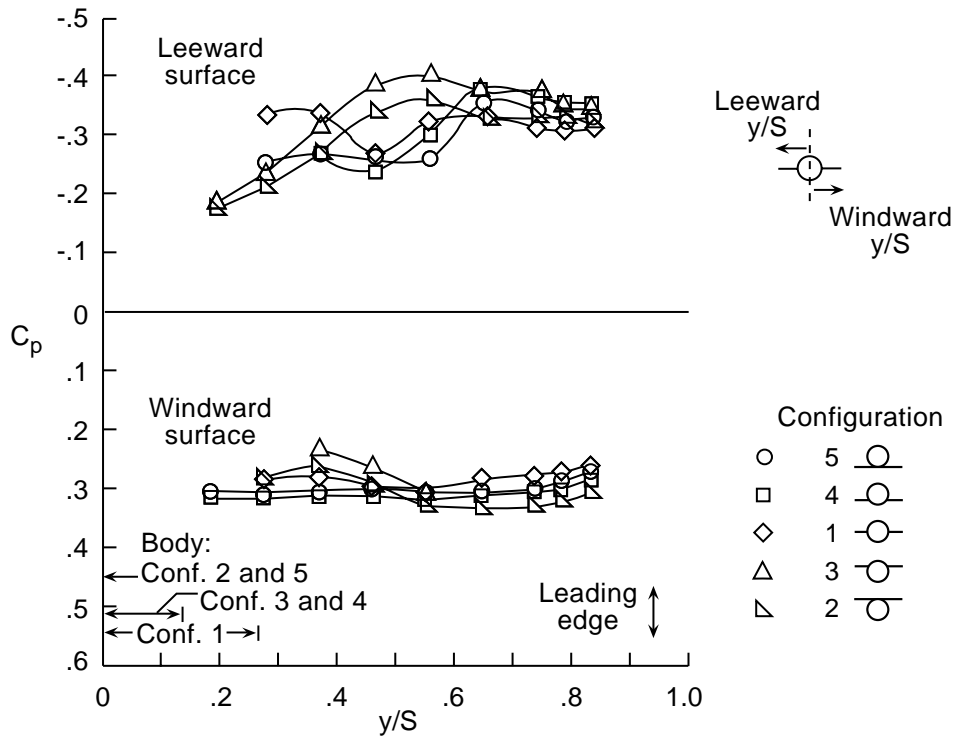 -.5
-.4
-.3
-.2
-.1
0
.1
.2
.3
.4
.5
.6
Cp
Leeward
surface
Windward
surface
Body:
Conf. 2 and 5
Conf. 3 and 4
Conf. 1
Leading
edge
0
.2
.4
.6
.8
1.0
y/S
Leeward
y/S
Windward
y/S
Configuration
5
4
1
3
2